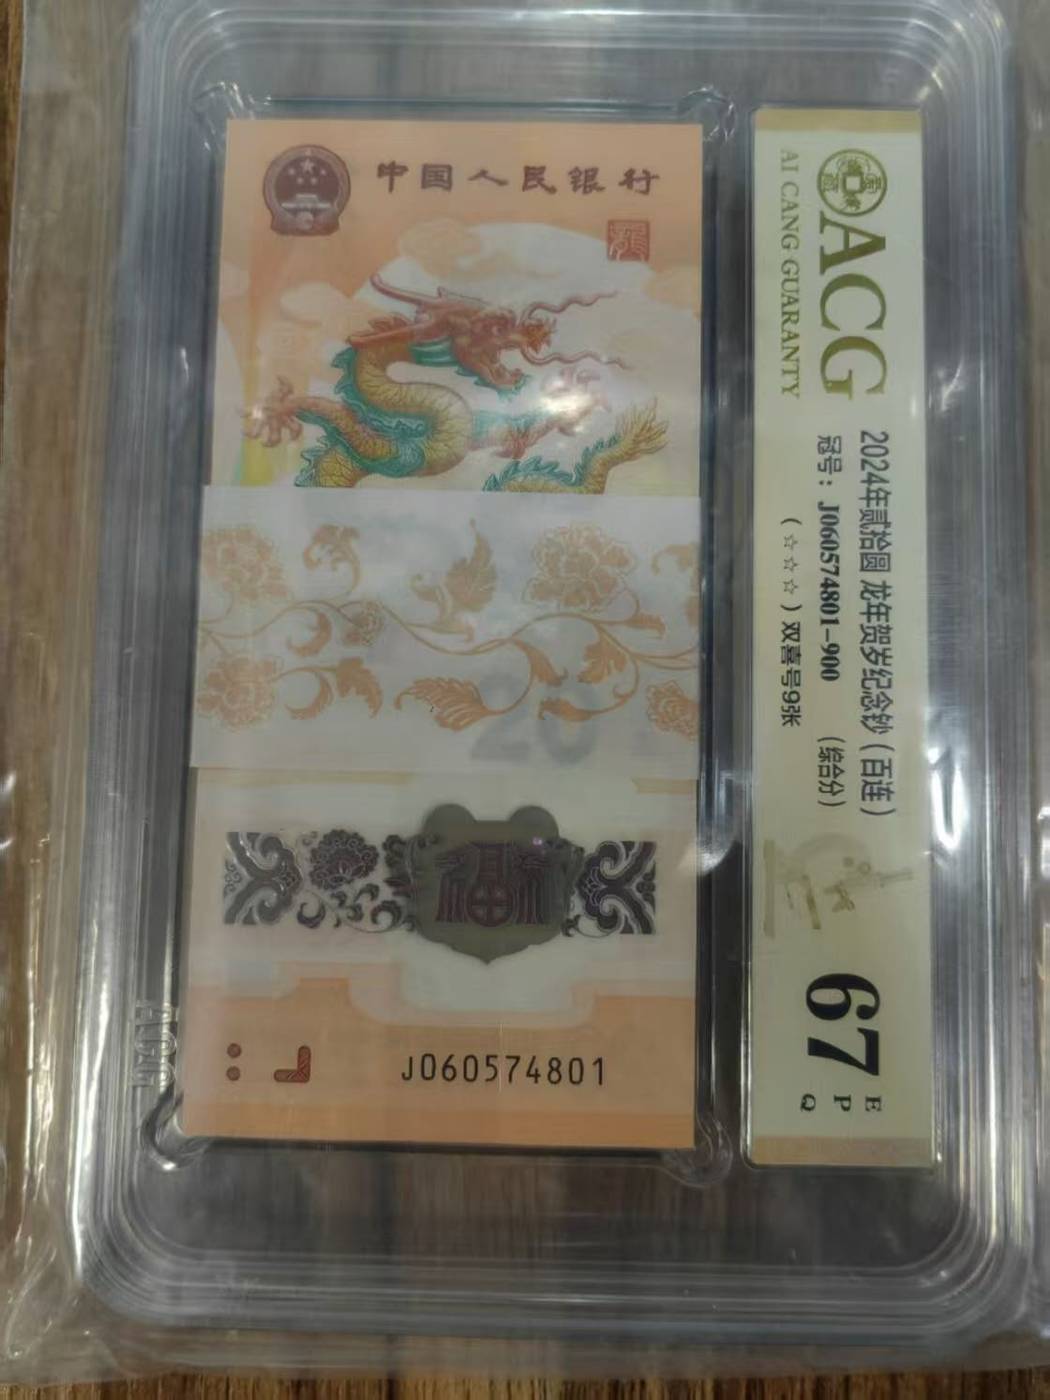 中国人民银行
福
J060574801
ACG
AI CANG GUARANTY
2024年贰拾圆 龙年贺岁纪念钞（百连）
冠号：J060574801-900 （综合分）
（☆☆☆）双喜号9张
67
E
P
Q